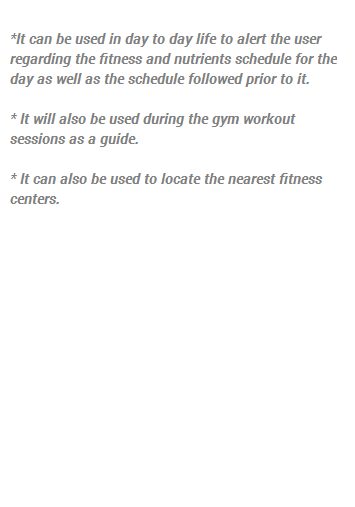 *It can be used in day to day life to alert the user
regarding the fitness and nutrients schedule for the
day as well as the schedule followed prior to it.
* It will also be used during the gym workout
sessions as a guide.
* It can also be used to locate the nearest fitness
centers.